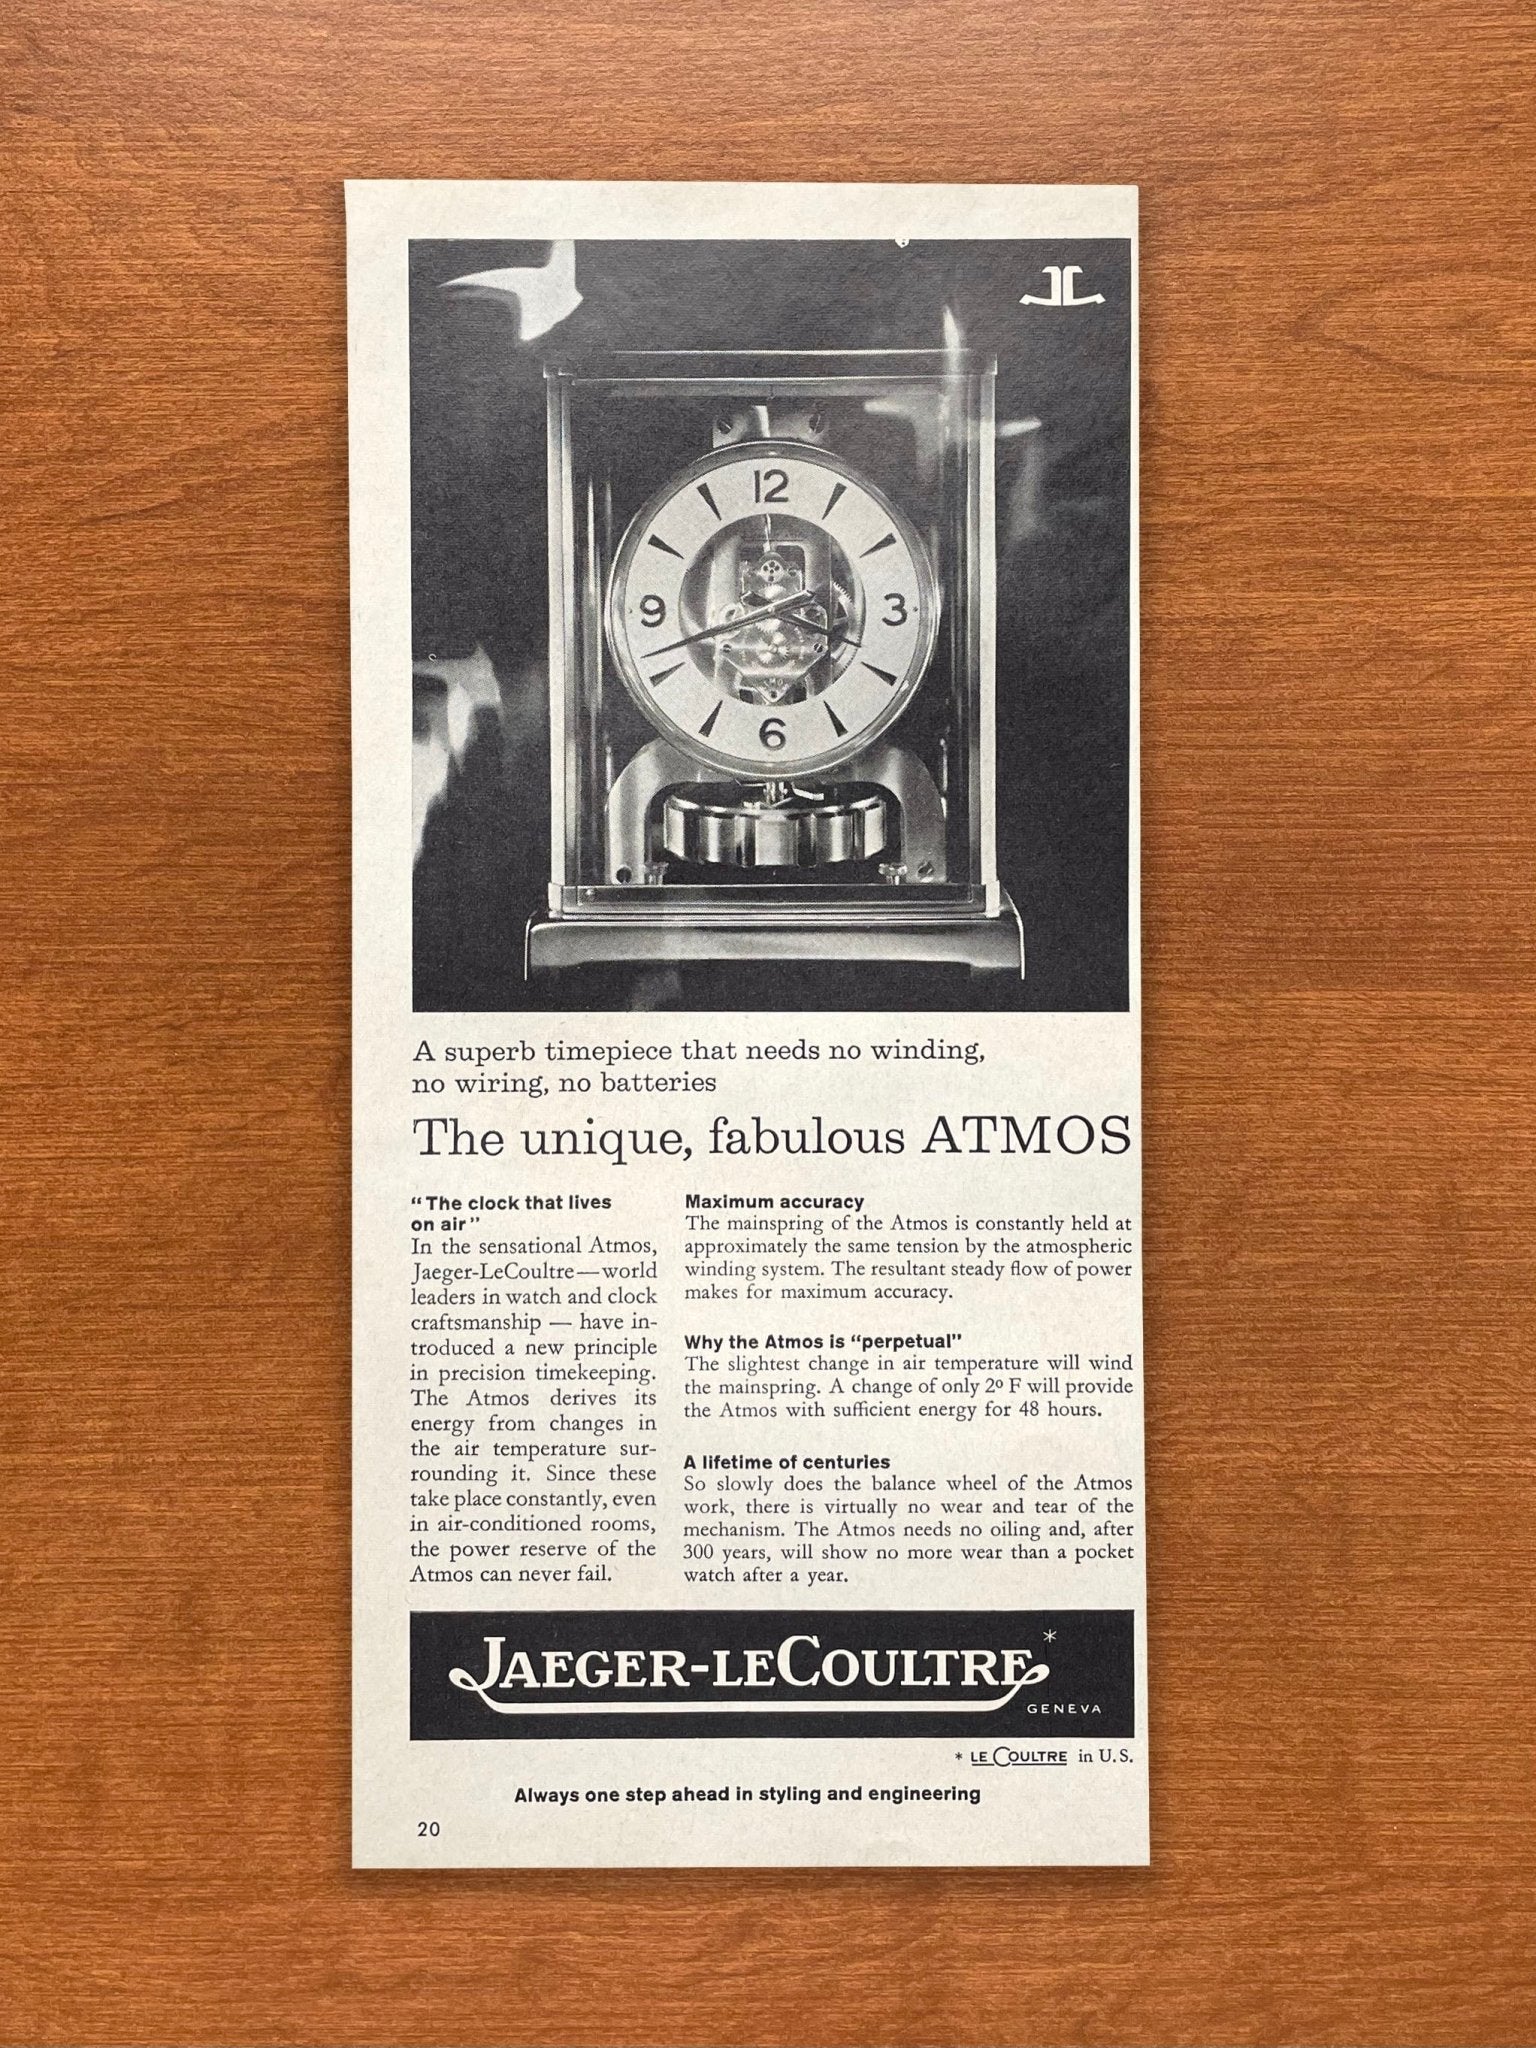 12
9
3
6
A superb timepiece that needs no winding,
no wiring, no batteries
The unique, fabulous ATMOS
“The clock that lives
on air”
In the sensational Atmos,
Jaeger-LeCoultre—world
leaders in watch and clock
craftsmanship — have in-
troduced a new principle
in precision timekeeping.
The Atmos derives its
energy from changes in
the air temperature sur-
rounding it. Since these
take place constantly, even
in air-conditioned rooms,
the power reserve of the
Atmos can never fail.
Maximum accuracy
The mainspring of the Atmos is constantly held at
approximately the same tension by the atmospheric
winding system. The resultant steady flow of power
makes for maximum accuracy.
Why the Atmos is “perpetual”
The slightest change in air temperature will wind
the mainspring. A change of only 2º F will provide
the Atmos with sufficient energy for 48 hours.
A lifetime of centuries
So slowly does the balance wheel of the Atmos
work, there is virtually no wear and tear of the
mechanism. The Atmos needs no oiling and, after
300 years, will show no more wear than a pocket
watch after a year.
JAEGER-LECOULTRE*
GENEVA
* LE COULTRE in U.S.
Always one step ahead in styling and engineering
20